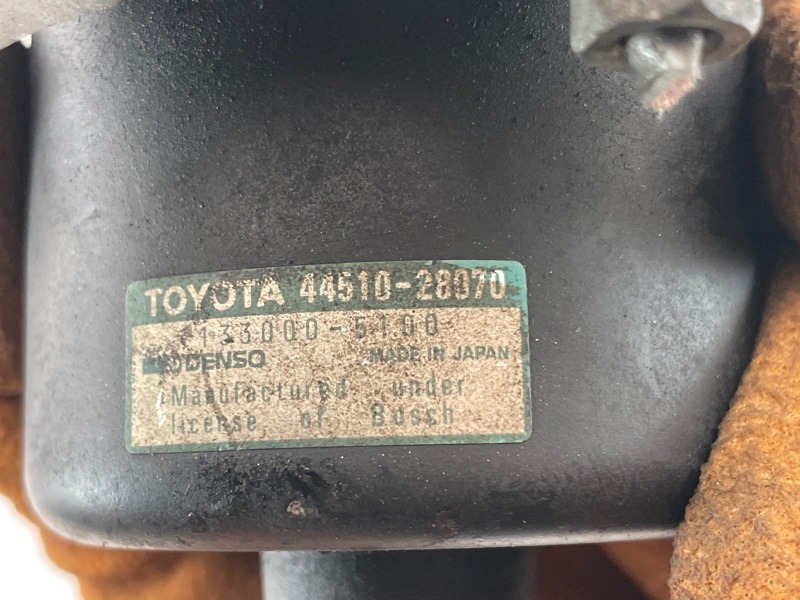 TOYOTA 44510-28070
133000-5100
DENSO MADE IN JAPAN
Manufactured under
license of Bosch